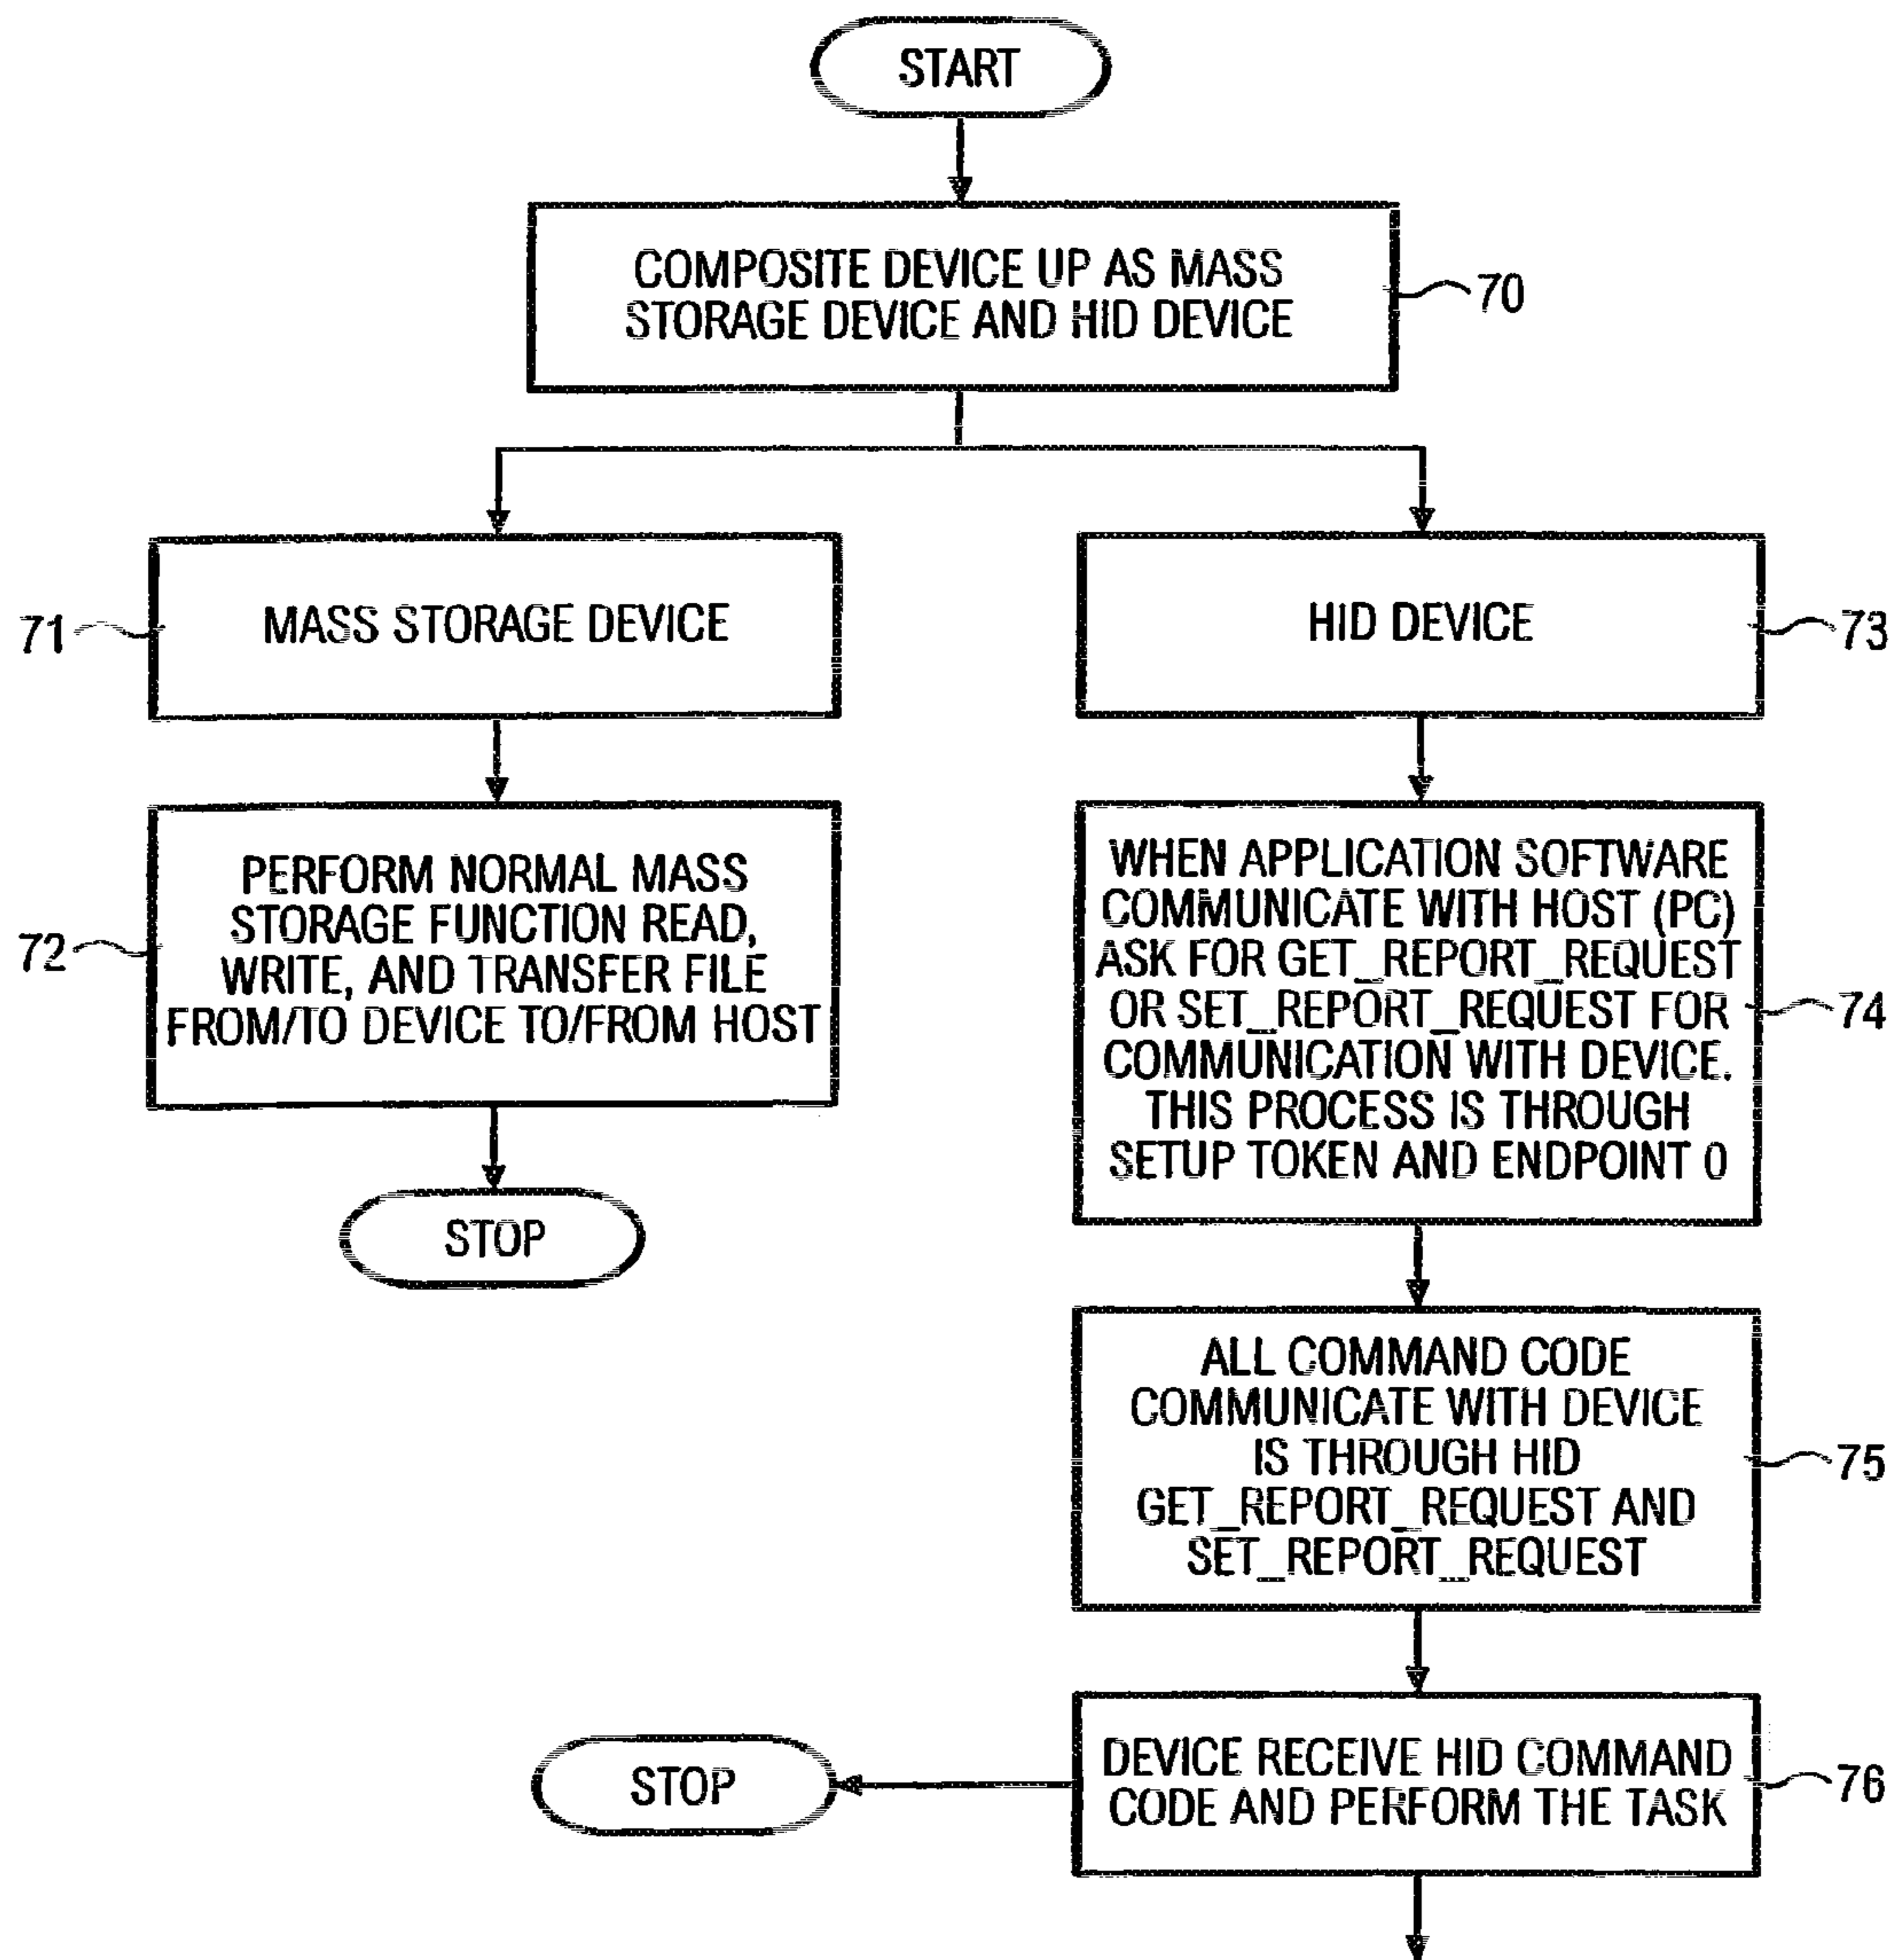 START
COMPOSITE DEVICE UP AS MASS
STORAGE DEVICE AND HID DEVICE
70
71
MASS STORAGE DEVICE
HID DEVICE
73
72
PERFORM NORMAL MASS
STORAGE FUNCTION READ,
WRITE, AND TRANSFER FILE
FROM/TO DEVICE TO/FROM HOST
STOP
WHEN APPLICATION SOFTWARE
COMMUNICATE WITH HOST (PC)
ASK FOR GET_REPORT_REQUEST
OR SET_REPORT_REQUEST FOR
COMMUNICATION WITH DEVICE.
THIS PROCESS IS THROUGH
SETUP TOKEN AND ENDPOINT 0
74
ALL COMMAND CODE
COMMUNICATE WITH DEVICE
IS THROUGH HID
GET_REPORT_REQUEST AND
SET_REPORT_REQUEST
75
STOP
DEVICE RECEIVE HID COMMAND
CODE AND PERFORM THE TASK
76